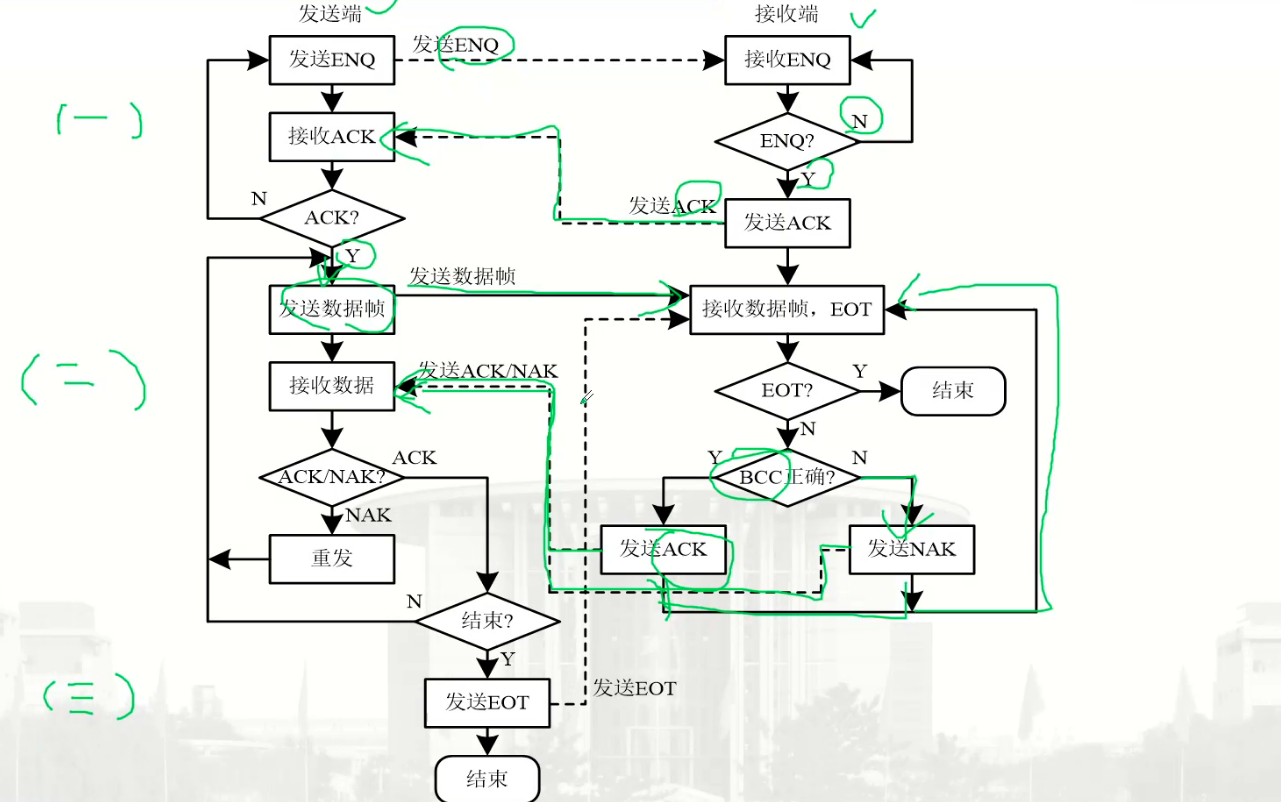 发送端
接收端
发送ENQ
发送ENQ
接收ENQ
(一)
接收ACK
ENQ?
N
Y
N
ACK?
发送ACK
发送ACK
Y
发送数据帧
发送数据帧
接收数据帧，EOT
(二)
接收数据
发送ACK/NAK
EOT?
Y
结束
N
ACK/NAK?
ACK
Y
BCC正确?
N
NAK
重发
发送ACK
发送NAK
N
结束?
Y
(三)
发送EOT
发送EOT
结束